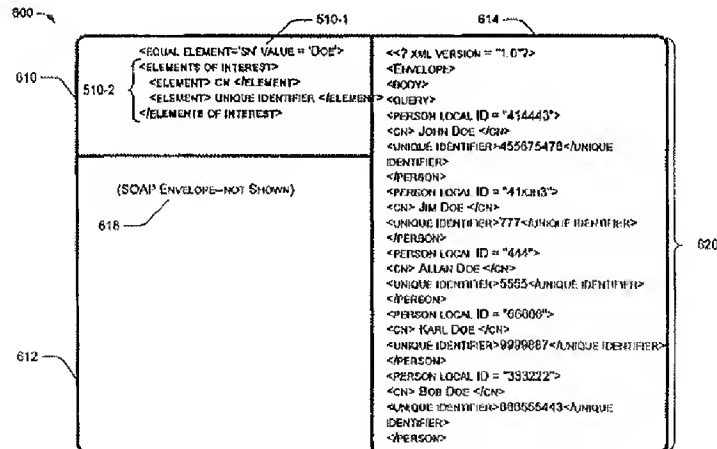 600
510-1
614
<EQUAL ELEMENT='SN' VALUE = 'DOE'>
<ELEMENTS OF INTEREST>
<ELEMENT> CN </ELEMENT>
<ELEMENT> UNIQUE IDENTIFIER </ELEMENT>
</ELEMENTS OF INTEREST>
610
510-2
(SOAP ENVELOPE–NOT SHOWN)
618
612
<<? XML VERSION = "1.0"?>
<ENVELOPE>
<BODY>
<QUERY>
<PERSON LOCAL ID = "414443">
<CN> JOHN DOE </CN>
<UNIQUE IDENTIFIER>455675478</UNIQUE
IDENTIFIER>
</PERSON>
<PERSON LOCAL ID =
<CN> JIM DOE </CN>
<UNIQUE IDENTIFIER>777</UNIQUE IDENTIFIER>
</PERSON>
<PERSON LOCAL ID = "444">
<CN> ALLAN DOE </CN>
<UNIQUE IDENTIFIER>5555</UNIQUE IDENTIFIER>
</PERSON>
<PERSON LOCAL ID = "66666">
<CN> KARL DOE </CN>
<UNIQUE IDENTIFIER>9999887</UNIQUE IDENTIFIER>
</PERSON>
<PERSON LOCAL ID = "333222">
<CN> BOB DOE </CN>
<UNIQUE IDENTIFIER>888555443</UNIQUE
IDENTIFIER>
</PERSON>
620